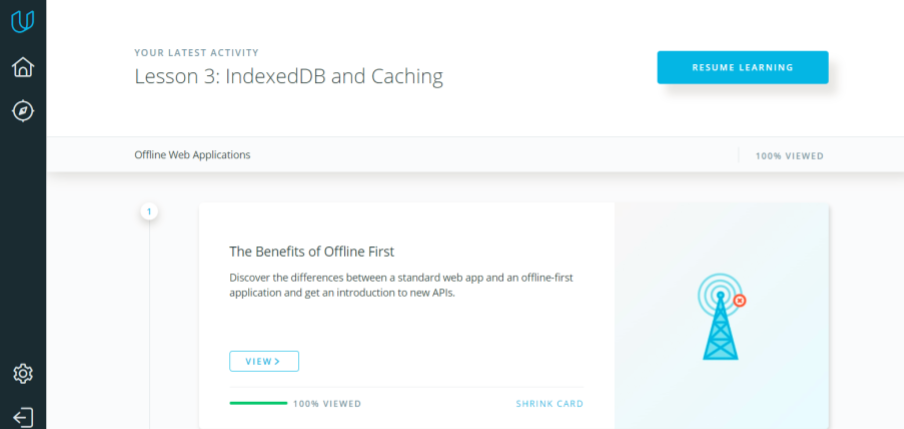 YOUR LATEST ACTIVITY
Lesson 3: IndexedDB and Caching
RESUME LEARNING
Offline Web Applications
100% VIEWED
1
The Benefits of Offline First
Discover the differences between a standard web app and an offline-first
application and get an introduction to new APIs.
VIEW
100% VIEWED
SHRINK CARD